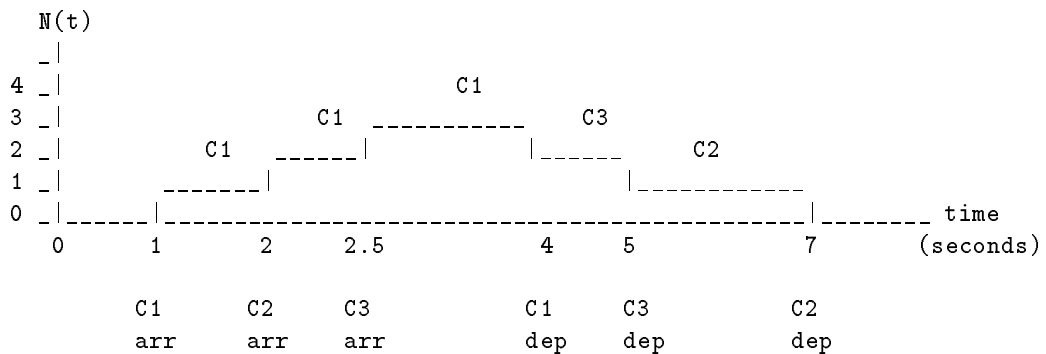 N(t)
4 C1
3 C1 C3
2 C1 C2
1
0 time
0 1 2 2.5 4 5 7 (seconds)
C1 C2 C3 C1 C3 C2
arr arr arr dep dep dep